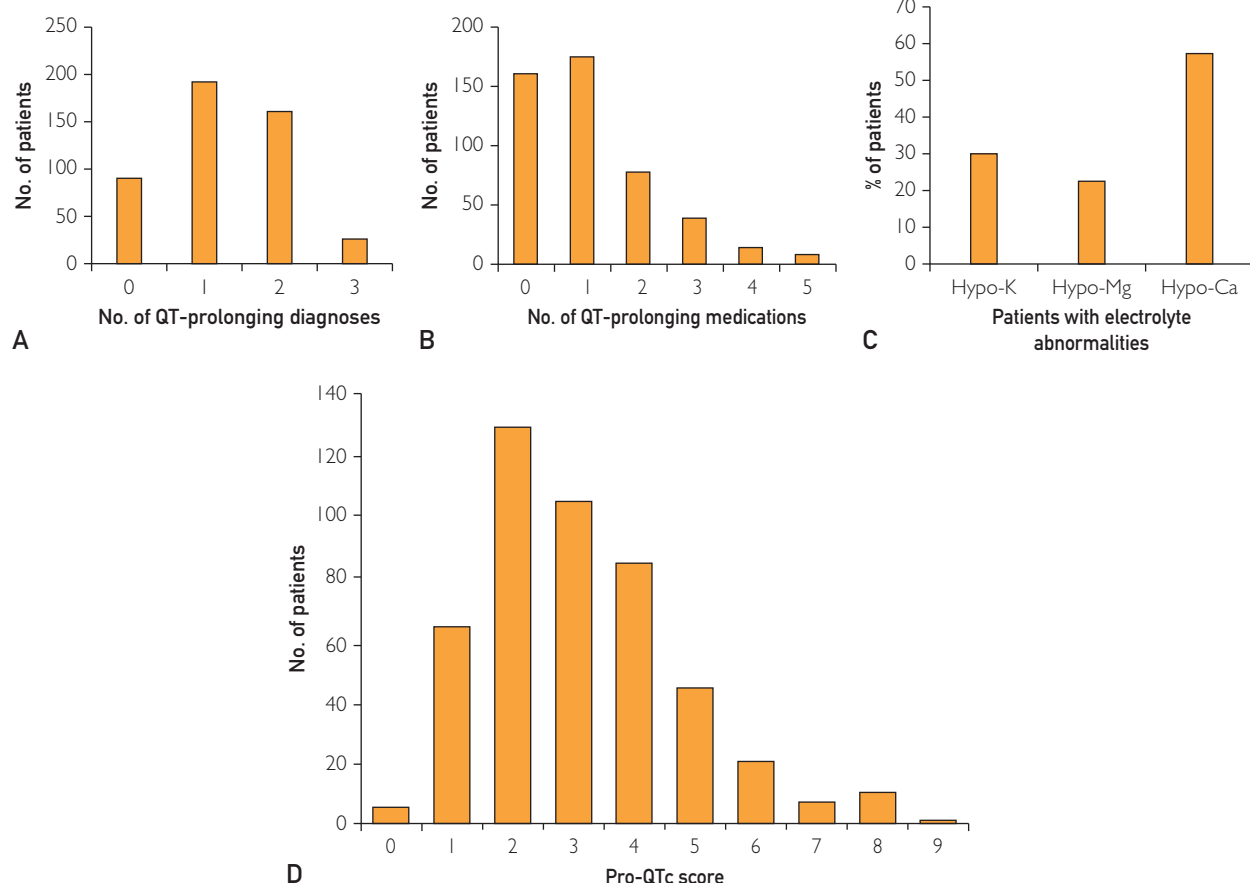 250
200
150
100
50
0
No. of patients
0 1 2 3
No. of QT-prolonging diagnoses
A
200
150
100
50
0
No. of patients
0 1 2 3 4 5
No. of QT-prolonging medications
B
70
60
50
40
30
20
10
0
% of patients
Hypo-K Hypo-Mg Hypo-Ca
Patients with electrolyte
abnormalities
C
140
120
100
80
60
40
20
0
No. of patients
0 1 2 3 4 5 6 7 8 9
Pro-QTc score
D